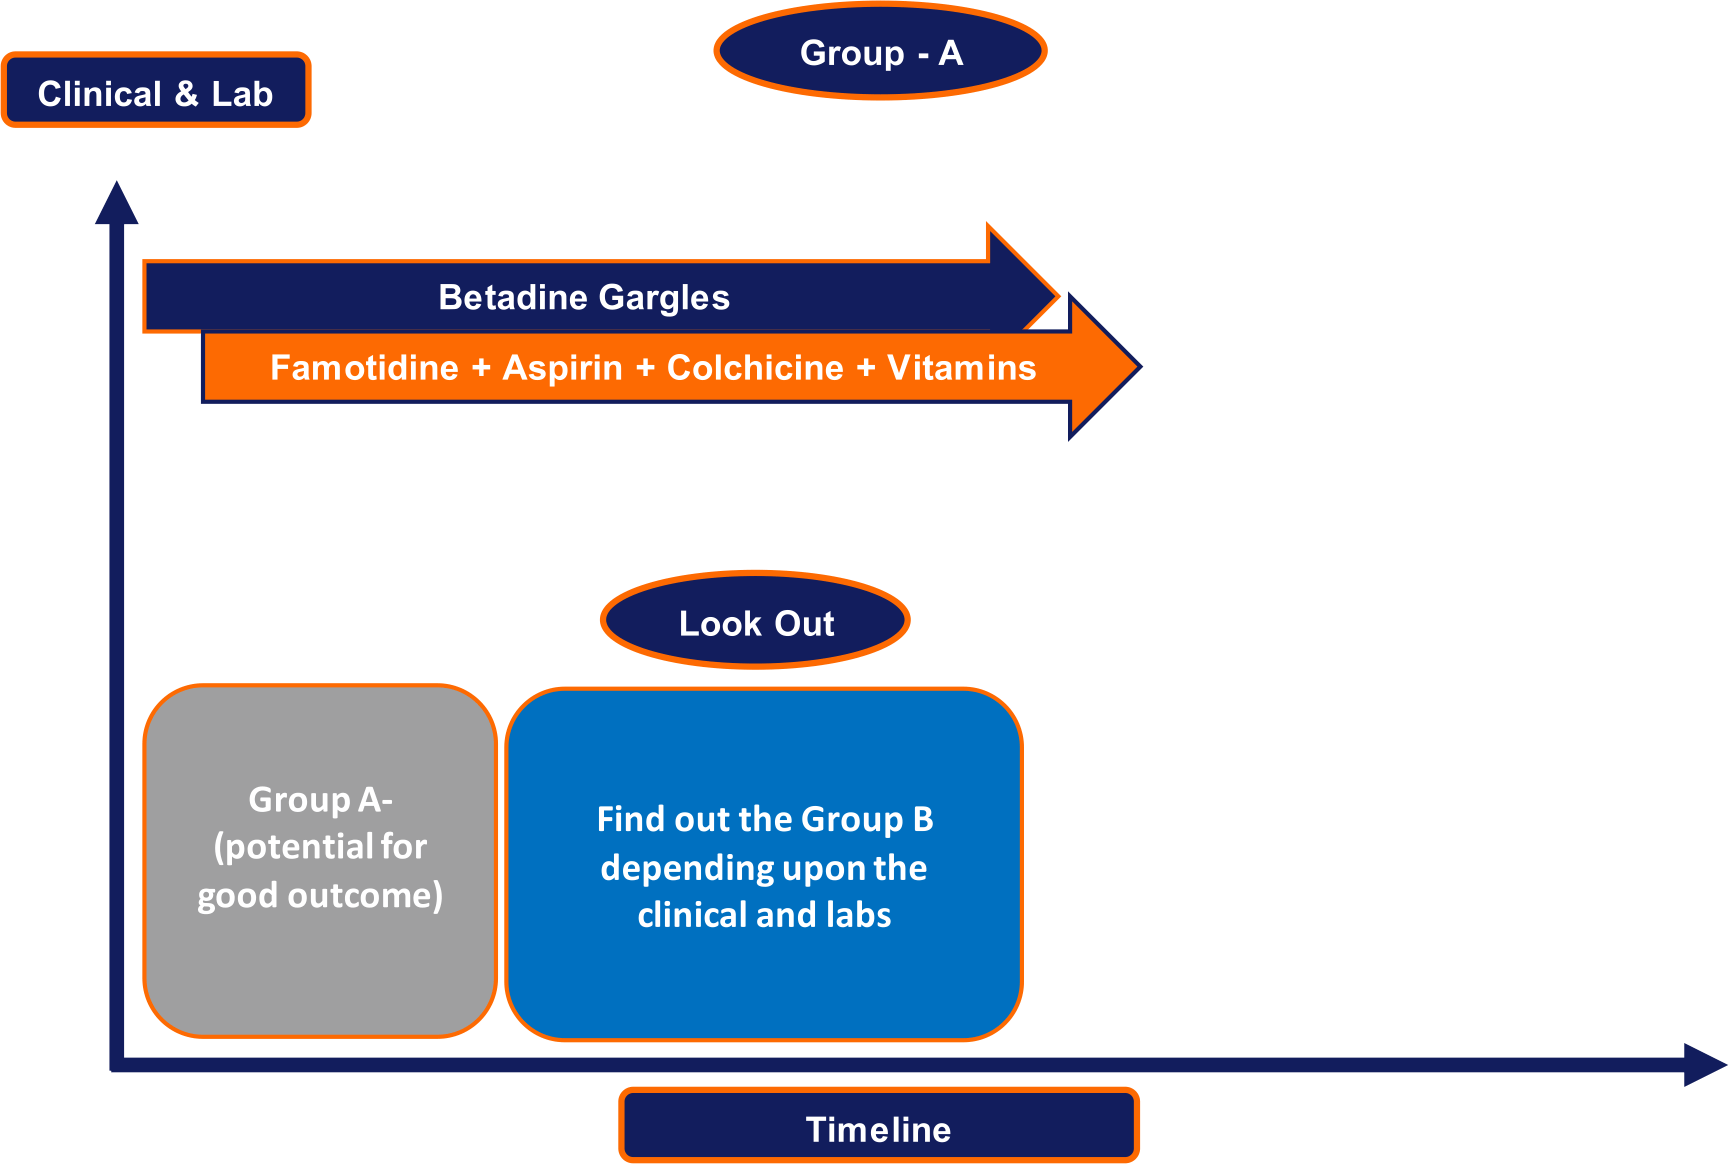 Group - A
Clinical & Lab
Betadine Gargles
Famotidine + Aspirin + Colchicine + Vitamins
Look Out
Group A-
(potential for
good outcome)
Find out the Group B
depending upon the
clinical and labs
Timeline